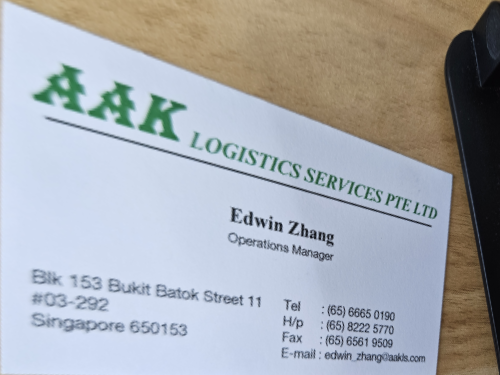 AAK LOGISTICS SERVICES PTE LTD
Edwin Zhang
Operations Manager
Blk 153 Bukit Batok Street 11
#03-292
Singapore 650153
Tel : (65) 6665 0190
H/p : (65) 8222 5770
Fax : (65) 6561 9509
E-mail : edwin_zhang@aakls.com